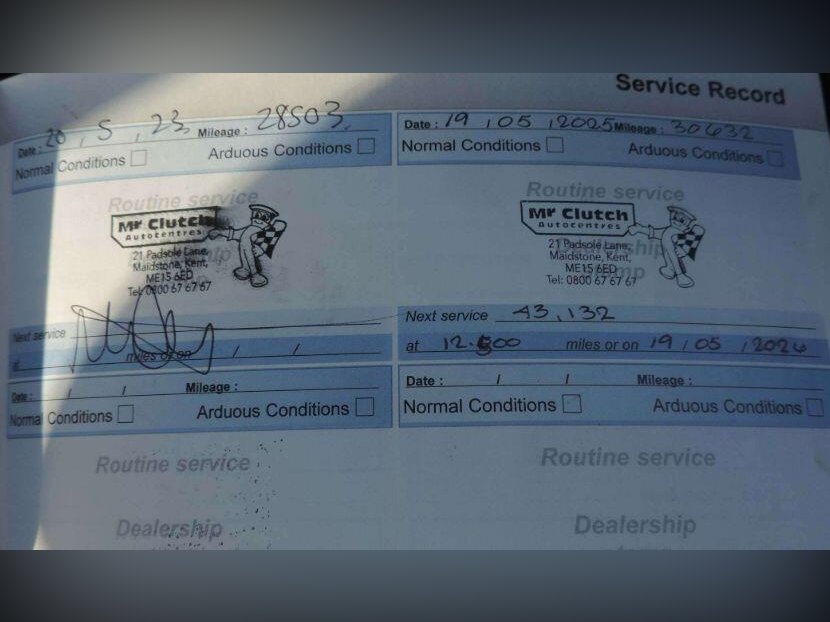 Service Record
Date : 20 , 5 , 23 Mileage : 28503
Normal Conditions Arduous Conditions
Routine service
Mr Clutch
Autocentres
21 Padsole Lane,
Maidstone, Kent,
ME15 6ED
Tel: 0800 67 67 67
Next service
at miles or on / /
Date : / / Mileage :
Normal Conditions Arduous Conditions
Routine service
Dealership
Date : 19 / 05 / 2025 Mileage : 30632
Normal Conditions Arduous Conditions
Routine service
Mr Clutch
Autocentres
21 Padsole Lane,
Maidstone, Kent,
ME15 6ED
Tel: 0800 67 67 67
Next service 43,132
at 12.500 miles or on 19 / 05 / 2026
Date : / / Mileage :
Normal Conditions Arduous Conditions
Routine service
Dealership